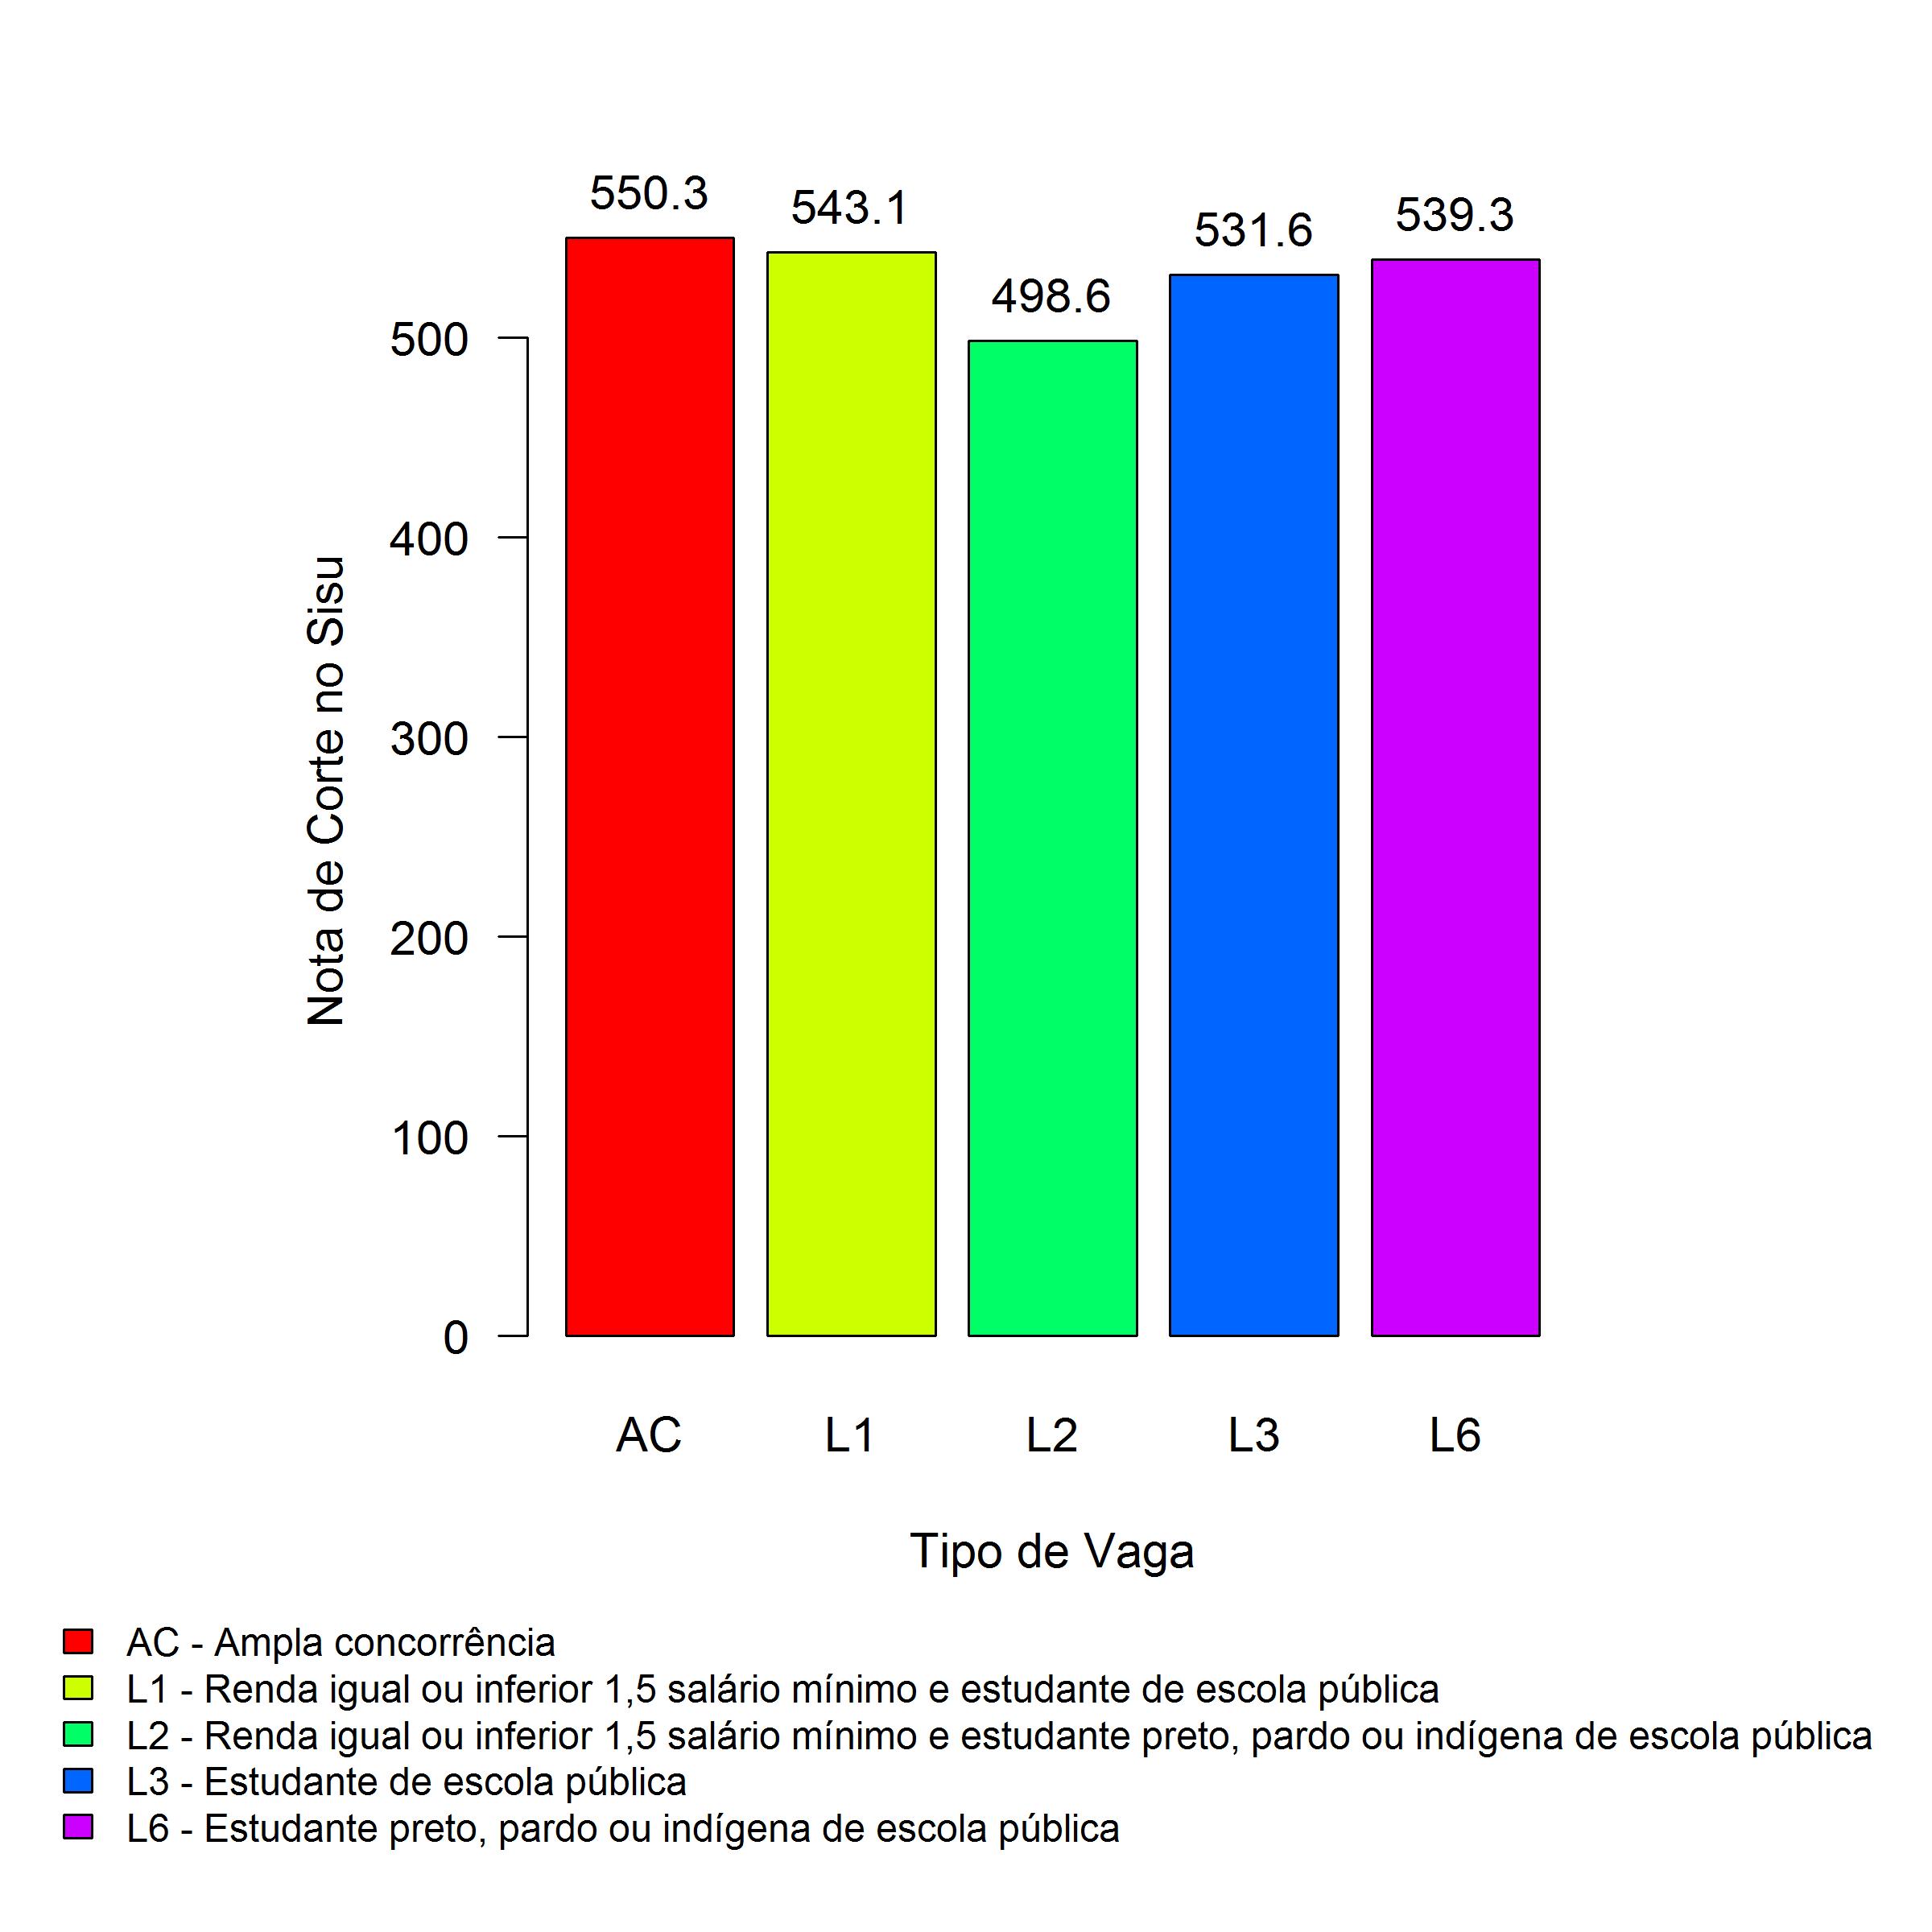 550.3
543.1
498.6
531.6
539.3
500
400
300
200
100
0
Nota de Corte no Sisu
AC
L1
L2
L3
L6
Tipo de Vaga
AC - Ampla concorrência
L1 - Renda igual ou inferior 1,5 salário mínimo e estudante de escola pública
L2 - Renda igual ou inferior 1,5 salário mínimo e estudante preto, pardo ou indígena de escola pública
L3 - Estudante de escola pública
L6 - Estudante preto, pardo ou indígena de escola pública